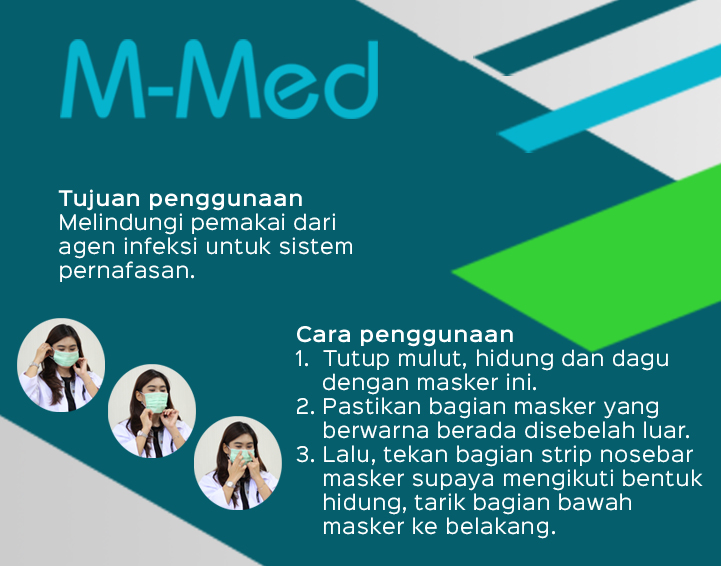 M-Med
Tujuan penggunaan
Melindungi pemakai dari
agen infeksi untuk sistem
pernafasan.
Cara penggunaan
1. Tutup mulut, hidung dan dagu
dengan masker ini.
2. Pastikan bagian masker yang
berwarna berada disebelah luar.
3. Lalu, tekan bagian strip nosebar
masker supaya mengikuti bentuk
hidung, tarik bagian bawah
masker ke belakang.